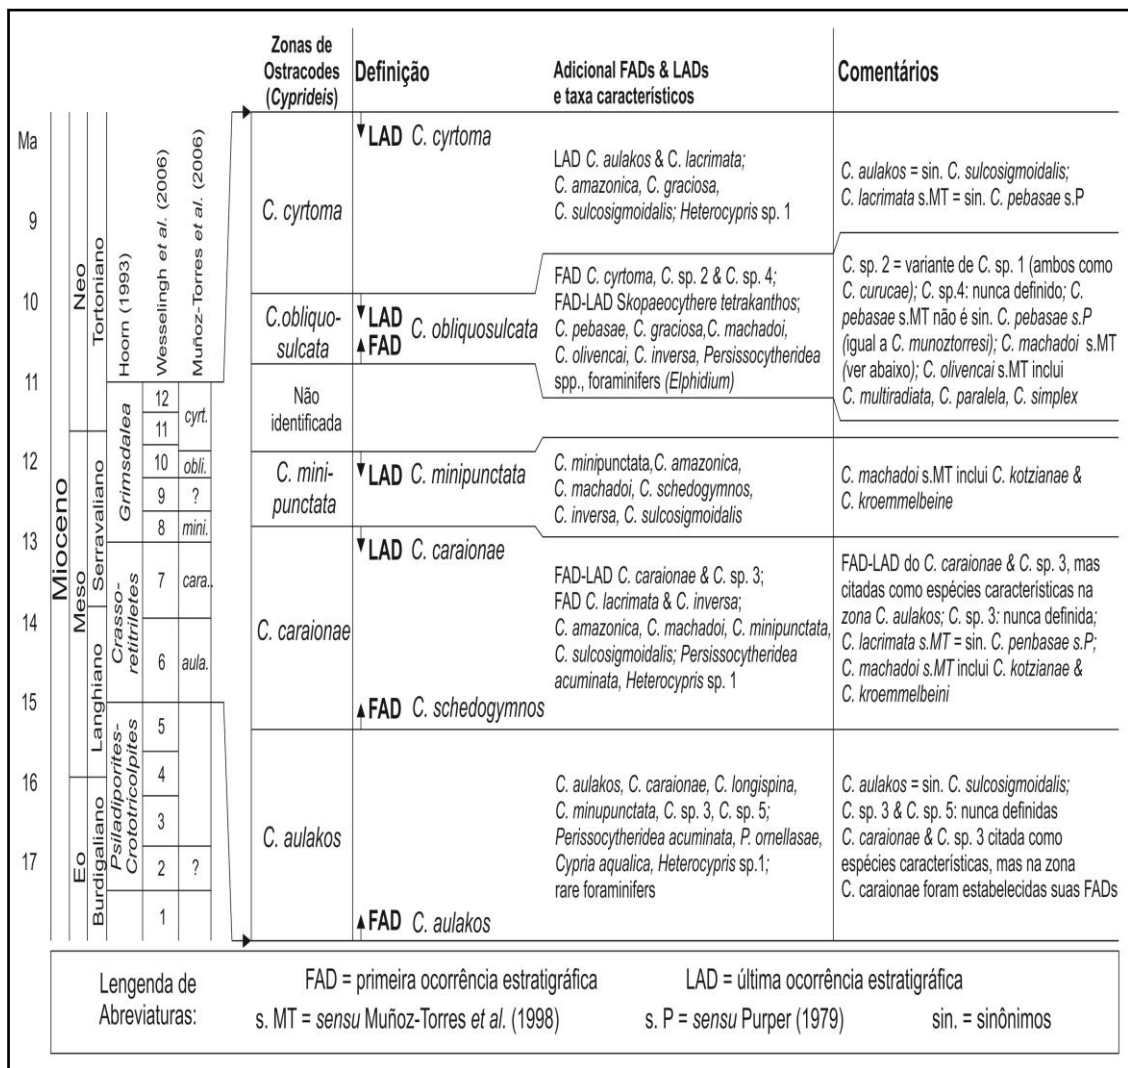 Zonas de
Ostracodes
(Cyprideis)
Definição
Adicional FADs & LADs
e taxa característicos
Comentários
Ma
9
10
11
12
13
14
15
16
17
Mioceno
Neo
Meso
Eo
Tortoniano
Serravaliano
Langhiano
Burdigaliano
Hoorn (1993)
Grimsdalea
Crasso-
retitriletes
Psiladiporites-
Crototricolpites
Wesselingh et al. (2006)
12
11
10
9
8
7
6
5
4
3
2
1
Muñoz-Torres et al. (2006)
cyrt.
obli.
?
mini.
cara..
aula.
?
C. cyrtoma
LAD C. cyrtoma
LAD C. aulakos & C. lacrimata;
C. amazonica, C. graciosa,
C. sulcosigmoidalis; Heterocypris sp. 1
C. aulakos = sin. C. sulcosigmoidalis;
C. lacrimata s.MT = sin. C. pebasae s.P
C.obliquo-
sulcata
LAD
FAD
C. obliquosulcata
FAD C. cyrtoma, C. sp. 2 & C. sp. 4;
FAD-LAD Skopaeocythere tetrakanthos;
C. pebasae, C. graciosa,C. machadoi,
C. olivencai, C. inversa, Persissocytheridea
spp., foraminifers (Elphidium)
C. sp. 2 = variante de C. sp. 1 (ambos como
C. curucae); C. sp.4: nunca definido; C.
pebasae s.MT não é sin. C. pebasae s.P
(igual a C. munoztorresi); C. machadoi s.MT
(ver abaixo); C. olivencai s.MT inclui
C. multiradiata, C. paralela, C. simplex
Não
identificada
C. mini-
punctata
LAD C. minipunctata
C. minipunctata,C. amazonica,
C. machadoi, C. schedogymnos,
C. inversa, C. sulcosigmoidalis
C. machadoi s.MT inclui C. kotzianae &
C. kroemmelbeine
C. caraionae
LAD C. caraionae
FAD C. schedogymnos
FAD-LAD C. caraionae & C. sp. 3;
FAD C. lacrimata & C. inversa;
C. amazonica, C. machadoi, C. minipunctata,
C. sulcosigmoidalis; Persissocytheridea
acuminata, Heterocypris sp. 1
FAD-LAD do C. caraionae & C. sp. 3, mas
citadas como espécies características na
zona C. aulakos; C. sp. 3: nunca definida;
C. lacrimata s.MT = sin. C. penbasae s.P;
C. machadoi s.MT inclui C. kotzianae &
C. kroemmelbeini
C. aulakos
FAD C. aulakos
C. aulakos, C. caraionae, C. longispina,
C. minupunctata, C. sp. 3, C. sp. 5;
Perissocytheridea acuminata, P. ornellasae,
Cypria aqualica, Heterocypris sp.1;
rare foraminifers
C. aulakos = sin. C. sulcosigmoidalis;
C. sp. 3 & C. sp. 5: nunca definidas
C. caraionae & C. sp. 3 citada como
espécies características, mas na zona
C. caraionae foram estabelecidas suas FADs
Lengenda de
Abreviaturas:
FAD = primeira ocorrência estratigráfica
LAD = última ocorrência estratigráfica
s. MT = sensu Muñoz-Torres et al. (1998)
s. P = sensu Purper (1979)
sin. = sinônimos